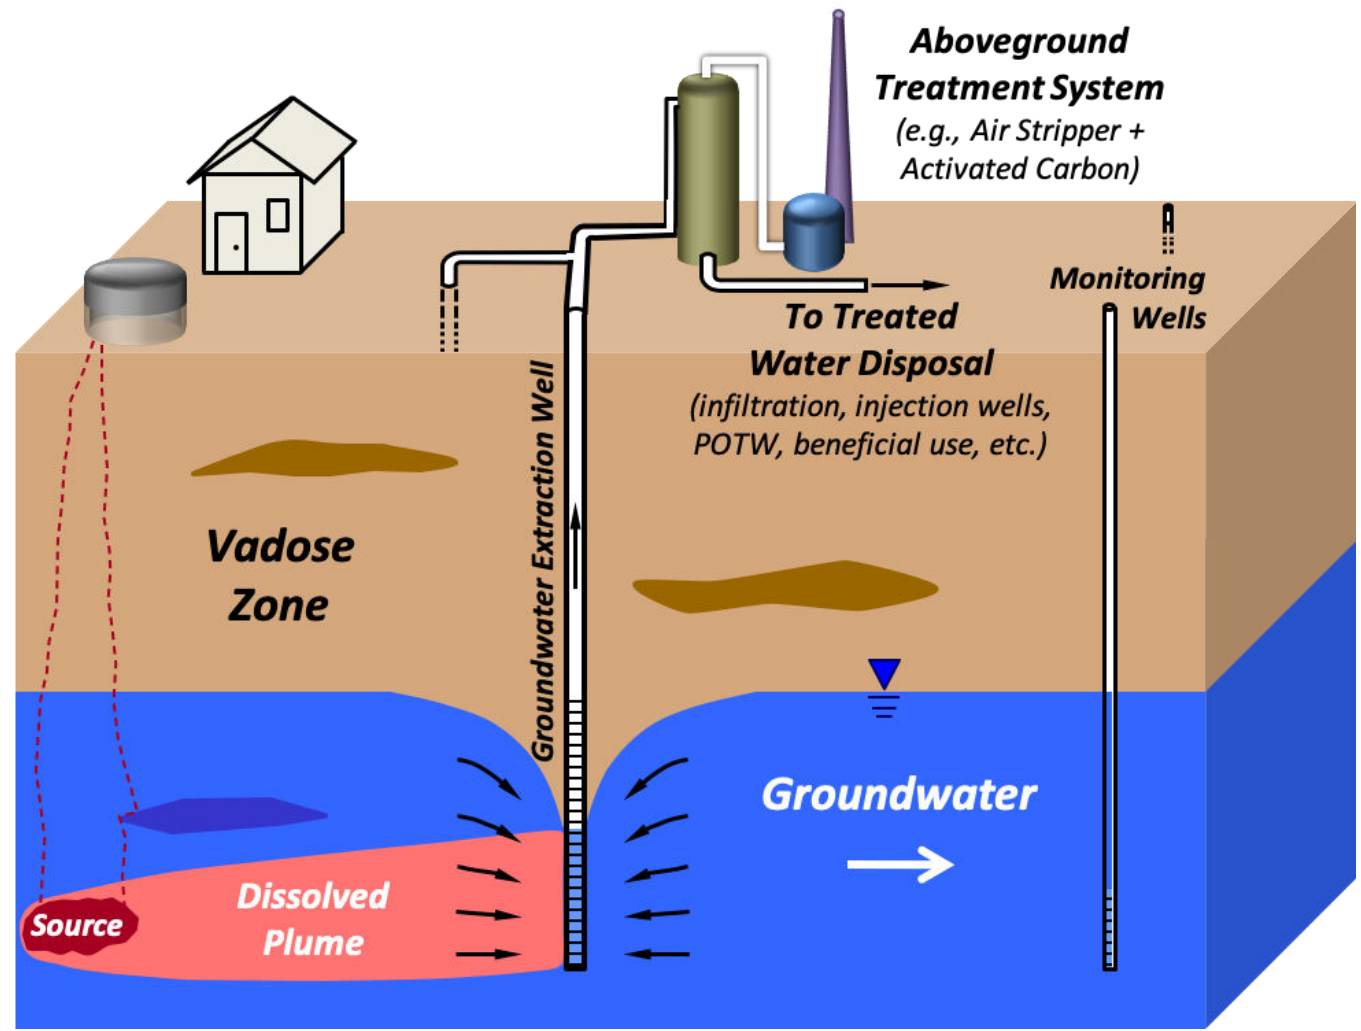 Aboveground
Treatment System
(e.g., Air Stripper +
Activated Carbon)
Monitoring
Wells
To Treated
Water Disposal
(infiltration, injection wells,
POTW, beneficial use, etc.)
Groundwater Extraction Well
Vadose
Zone
Groundwater
Dissolved
Plume
Source